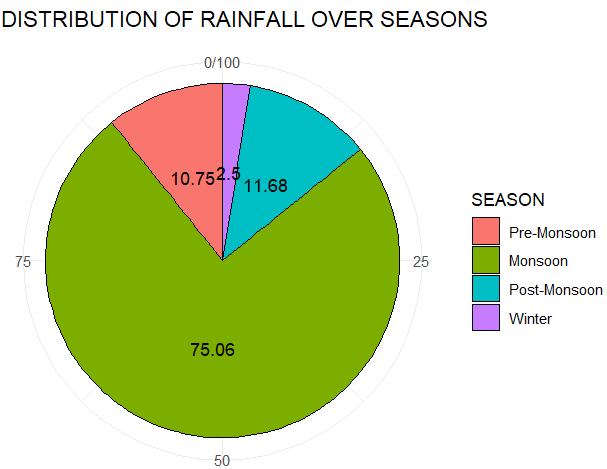 DISTRIBUTION OF RAINFALL OVER SEASONS
0/100
10.75
2.5
11.68
75
25
75.06
50
SEASON
Pre-Monsoon
Monsoon
Post-Monsoon
Winter